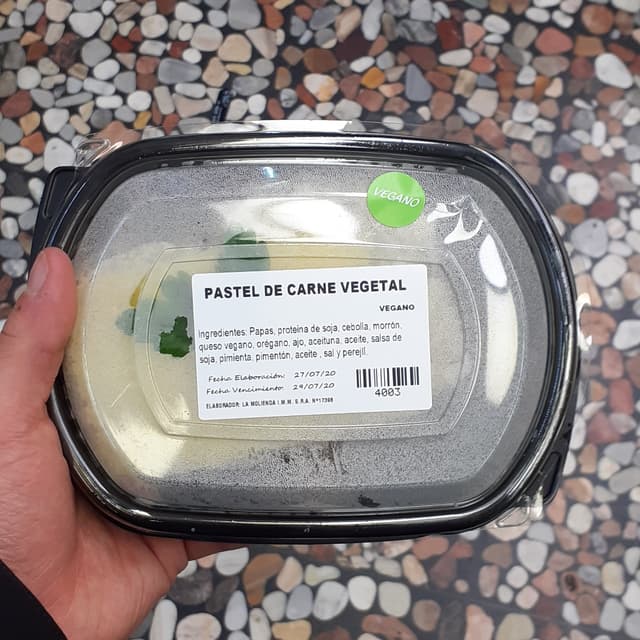 VEGANO
PASTEL DE CARNE VEGETAL
VEGANO
Ingredientes: Papas, proteína de soja, cebolla, morrón,
queso vegano, orégano, ajo, aceituna, aceite, salsa de
soja, pimienta, pimentón, aceite , sal y perejil.
Fecha Elaboración: 27/07/20
Fecha Vencimiento: 29/07/20
4003
ELABORADOR: LA MOLIENDA I.M.M. S.R.A.